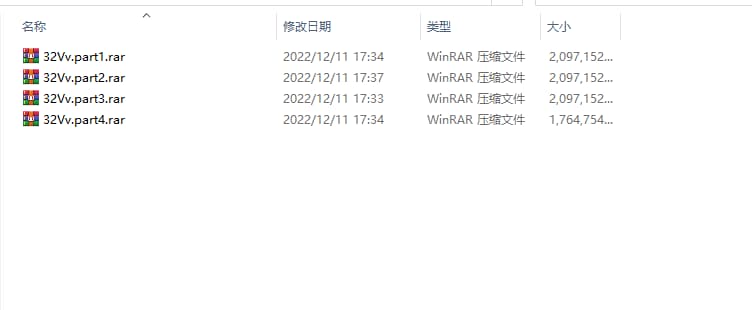 名称 修改日期 类型 大小
32Vv.part1.rar 2022/12/11 17:34 WinRAR 压缩文件 2,097,152...
32Vv.part2.rar 2022/12/11 17:37 WinRAR 压缩文件 2,097,152...
32Vv.part3.rar 2022/12/11 17:33 WinRAR 压缩文件 2,097,152...
32Vv.part4.rar 2022/12/11 17:34 WinRAR 压缩文件 1,764,754...